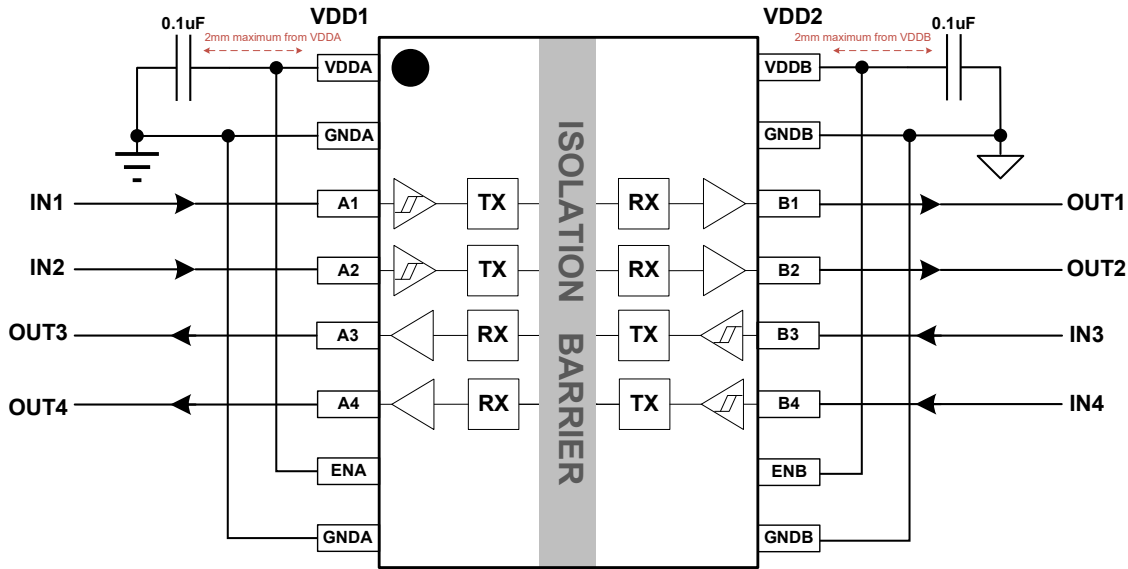 VDD1
VDD2
0.1uF
0.1uF
2mm maximum from VDDA
2mm maximum from VDDB
VDDA
VDDB
GNDA
GNDB
IN1
A1
TX
RX
B1
OUT1
IN2
A2
TX
RX
B2
OUT2
OUT3
A3
RX
TX
B3
IN3
OUT4
A4
RX
TX
B4
IN4
ISOLATION BARRIER
ENA
ENB
GNDA
GNDB